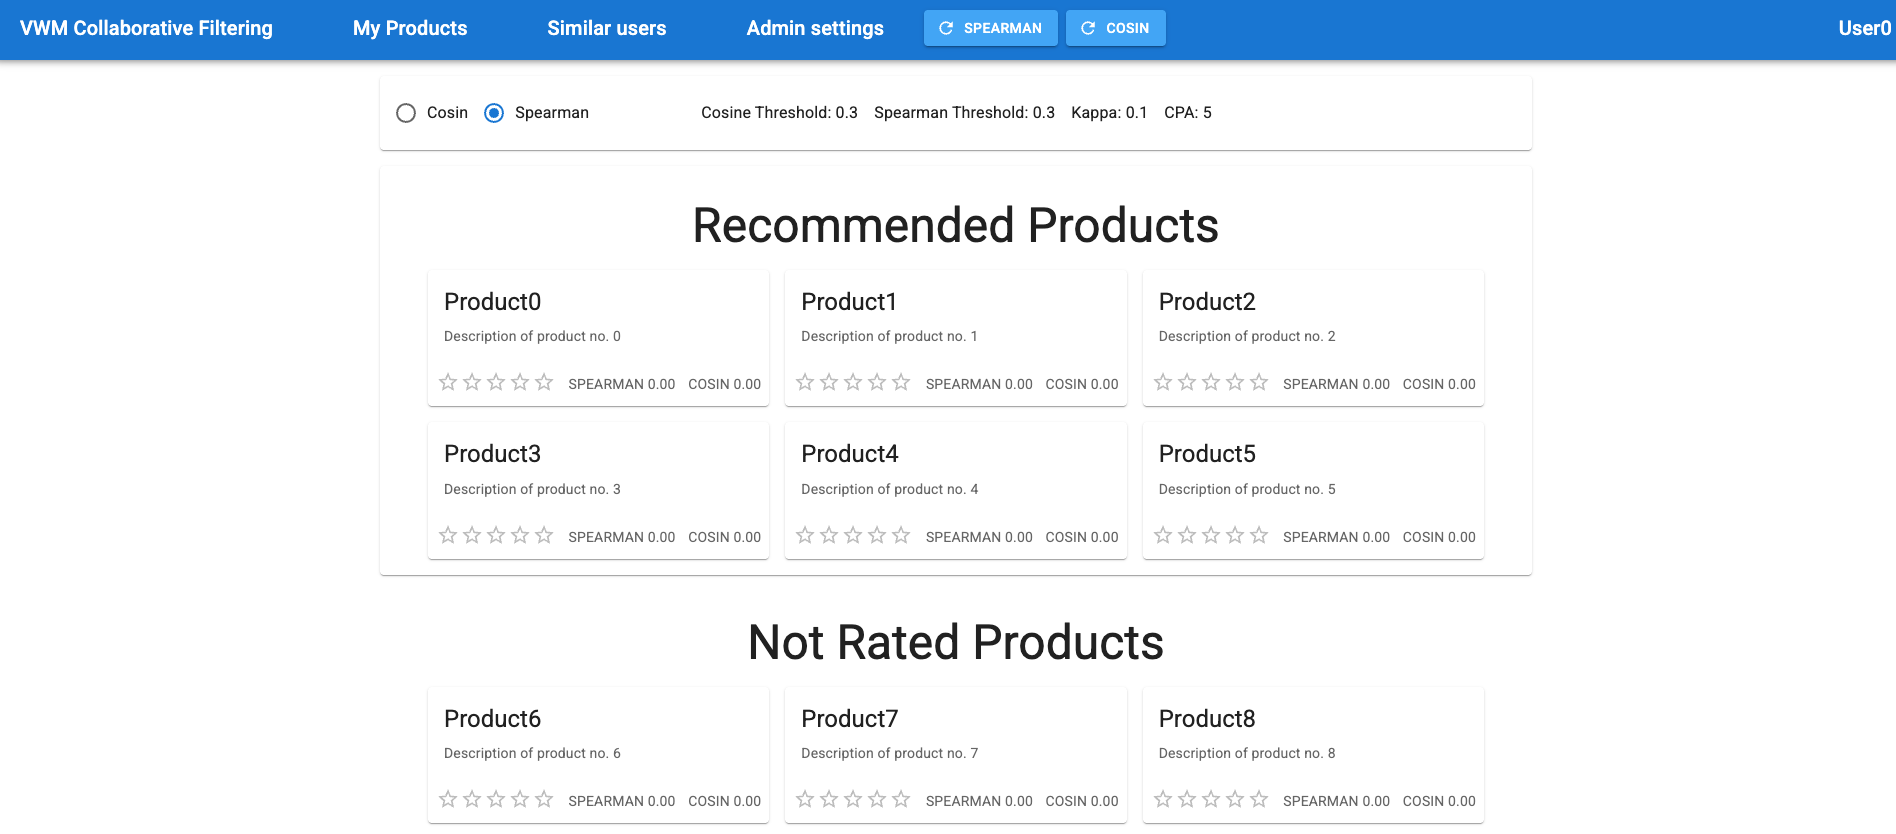 VWM Collaborative Filtering My Products Similar users Admin settings SPEARMAN COSIN User0
Cosin Spearman Cosine Threshold: 0.3 Spearman Threshold: 0.3 Kappa: 0.1 CPA: 5
Recommended Products
Product0 Product1 Product2
Description of product no. 0 Description of product no. 1 Description of product no. 2
SPEARMAN 0.00 COSIN 0.00 SPEARMAN 0.00 COSIN 0.00 SPEARMAN 0.00 COSIN 0.00
Product3 Product4 Product5
Description of product no. 3 Description of product no. 4 Description of product no. 5
SPEARMAN 0.00 COSIN 0.00 SPEARMAN 0.00 COSIN 0.00 SPEARMAN 0.00 COSIN 0.00
Not Rated Products
Product6 Product7 Product8
Description of product no. 6 Description of product no. 7 Description of product no. 8
SPEARMAN 0.00 COSIN 0.00 SPEARMAN 0.00 COSIN 0.00 SPEARMAN 0.00 COSIN 0.00